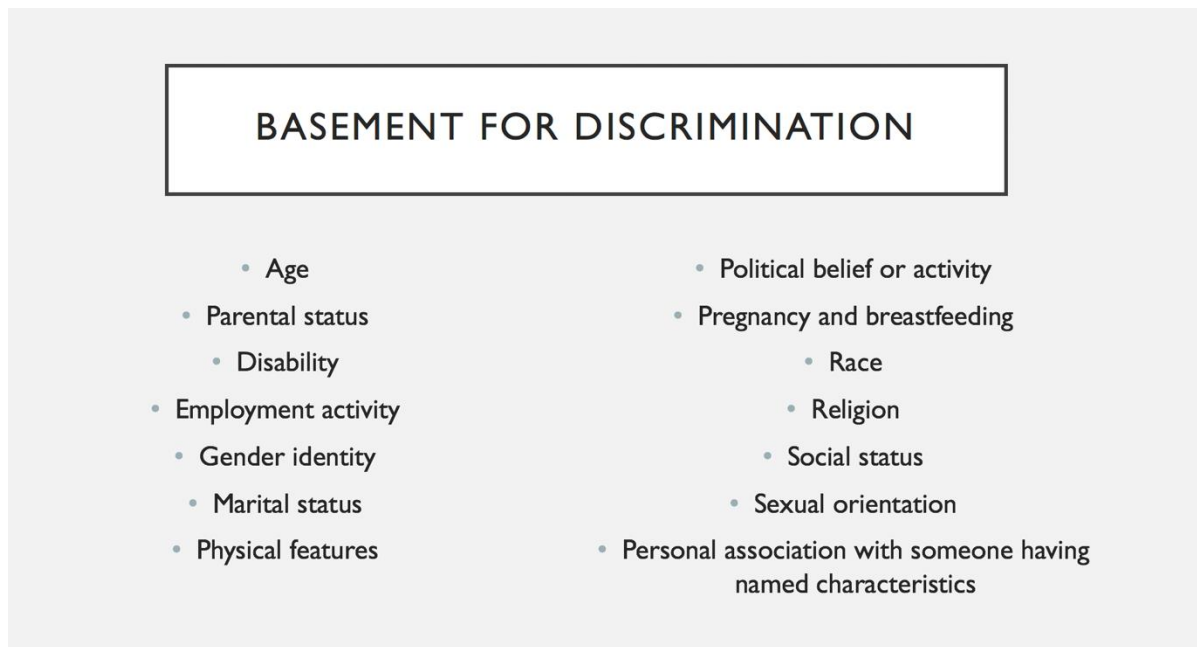 BASEMENT FOR DISCRIMINATION
• Age
• Parental status
• Disability
• Employment activity
• Gender identity
• Marital status
• Physical features
• Political belief or activity
• Pregnancy and breastfeeding
• Race
• Religion
• Social status
• Sexual orientation
• Personal association with someone having
named characteristics